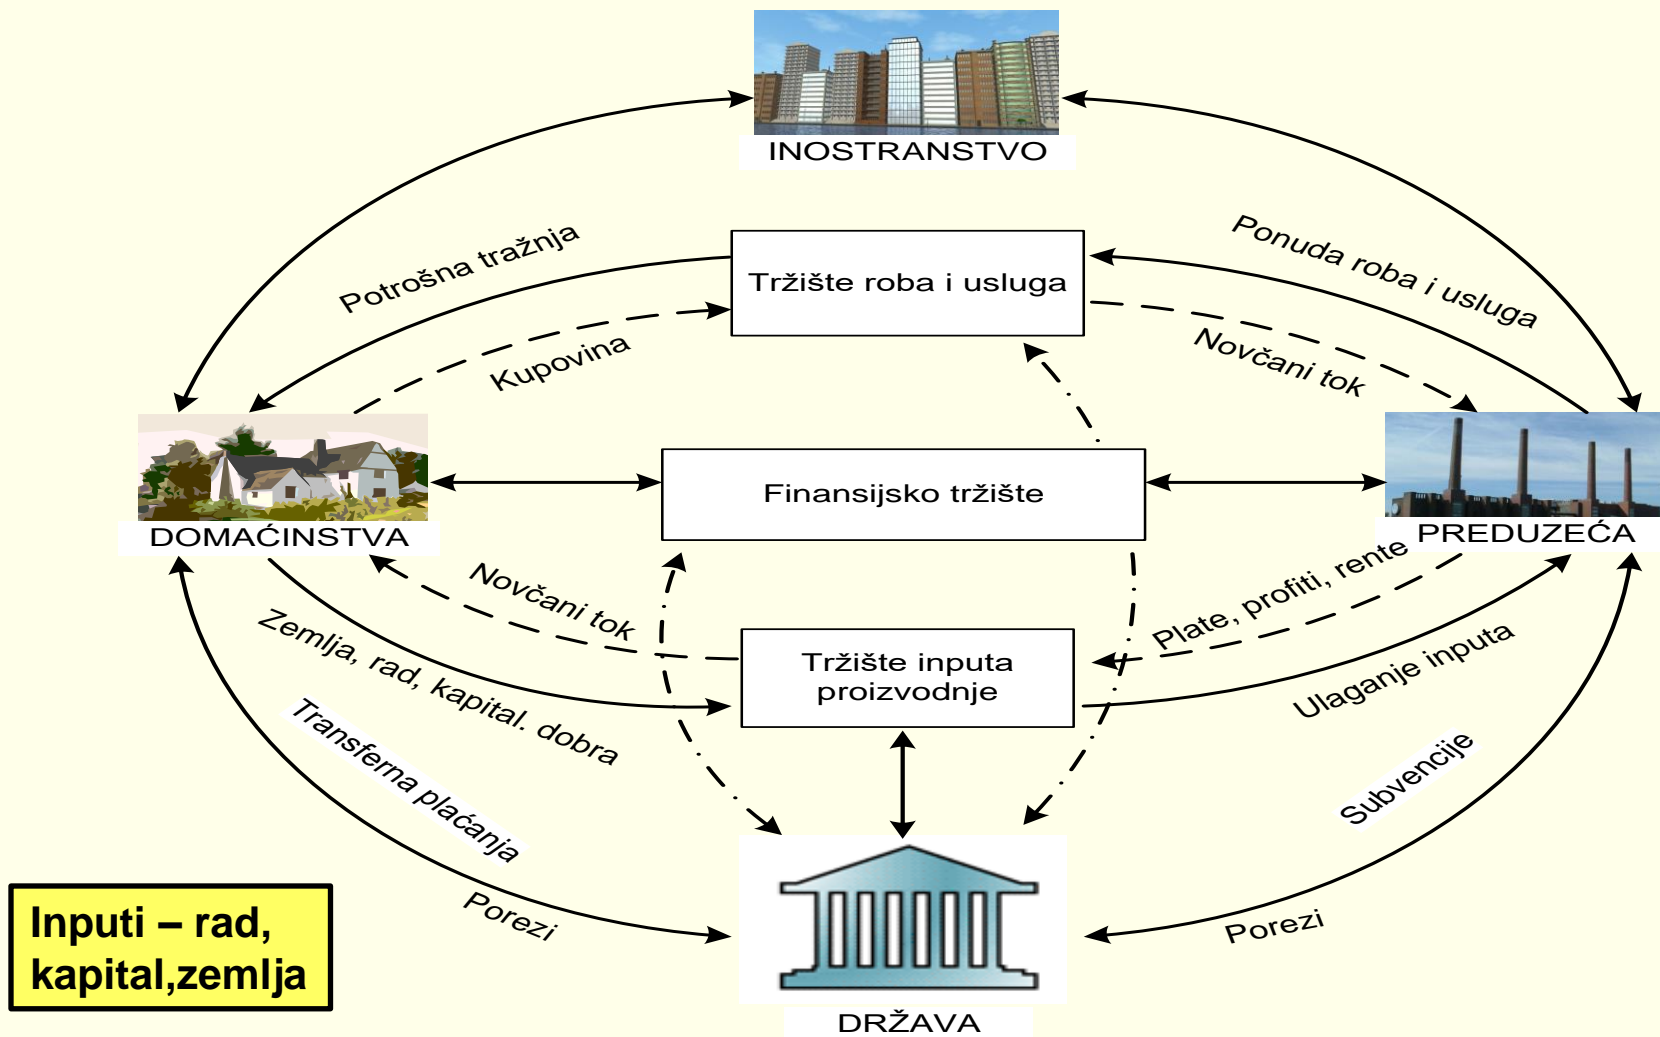 INOSTRANSTVO
Potrošna tražnja
Ponuda roba i usluga
Tržište roba i usluga
Kupovina
Novčani tok
Finansijsko tržište
DOMAĆINSTVA
PREDUZEĆA
Novčani tok
Plate, profiti, rente
Zemlja, rad, kapital. dobra
Tržište inputa
proizvodnje
Ulaganje inputa
Transferna plaćanja
Subvencije
Porezi
Porezi
Inputi – rad,
kapital,zemlja
DRŽAVA